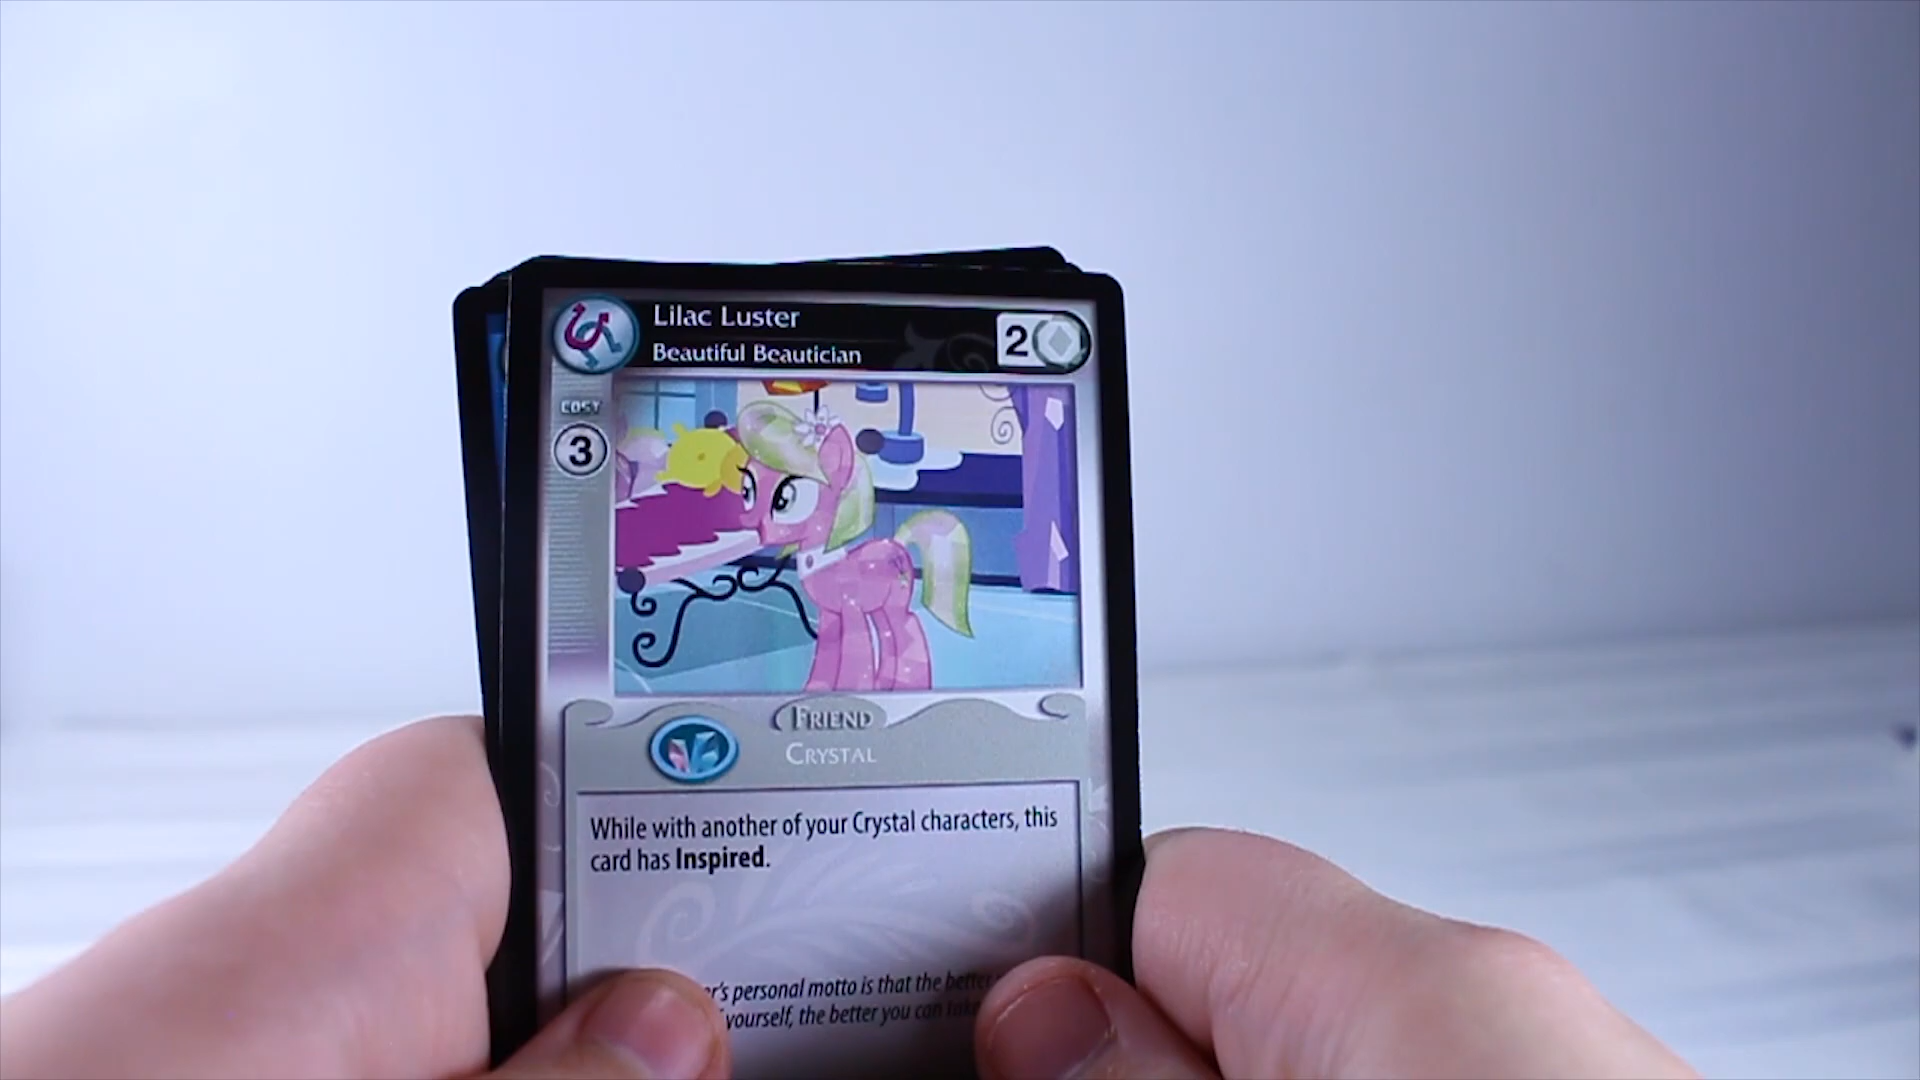 Lilac Luster
Beautiful Beautician
2
COST
3
FRIEND
CRYSTAL
While with another of your Crystal characters, this
card has Inspired.
personal motto is that the better
yourself, the better you can take